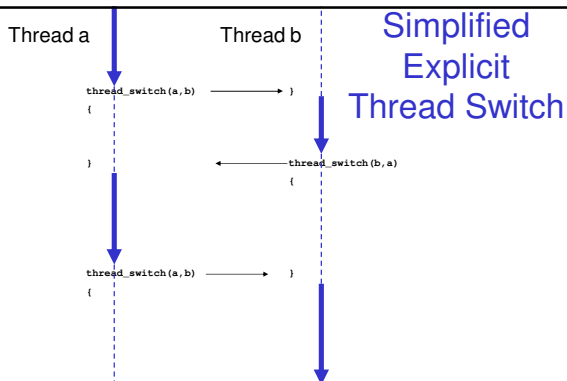 Thread a
Thread b
Simplified
Explicit
Thread Switch
thread_switch(a,b)
}
{
}
thread_switch(b,a)
{
thread_switch(a,b)
}
{